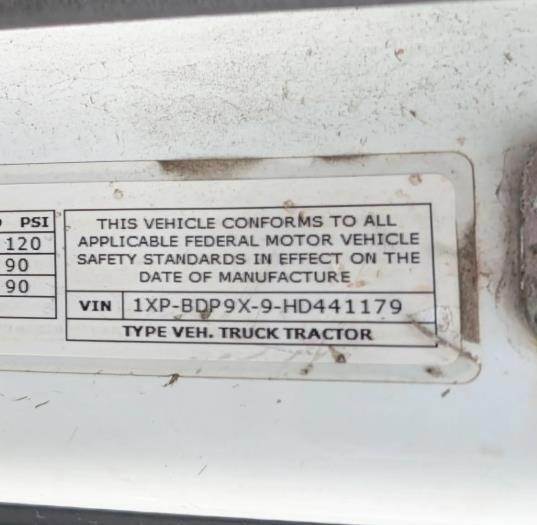 PSI
120
90
90
THIS VEHICLE CONFORMS TO ALL
APPLICABLE FEDERAL MOTOR VEHICLE
SAFETY STANDARDS IN EFFECT ON THE
DATE OF MANUFACTURE
VIN 1XP-BDP9X-9-HD441179
TYPE VEH. TRUCK TRACTOR